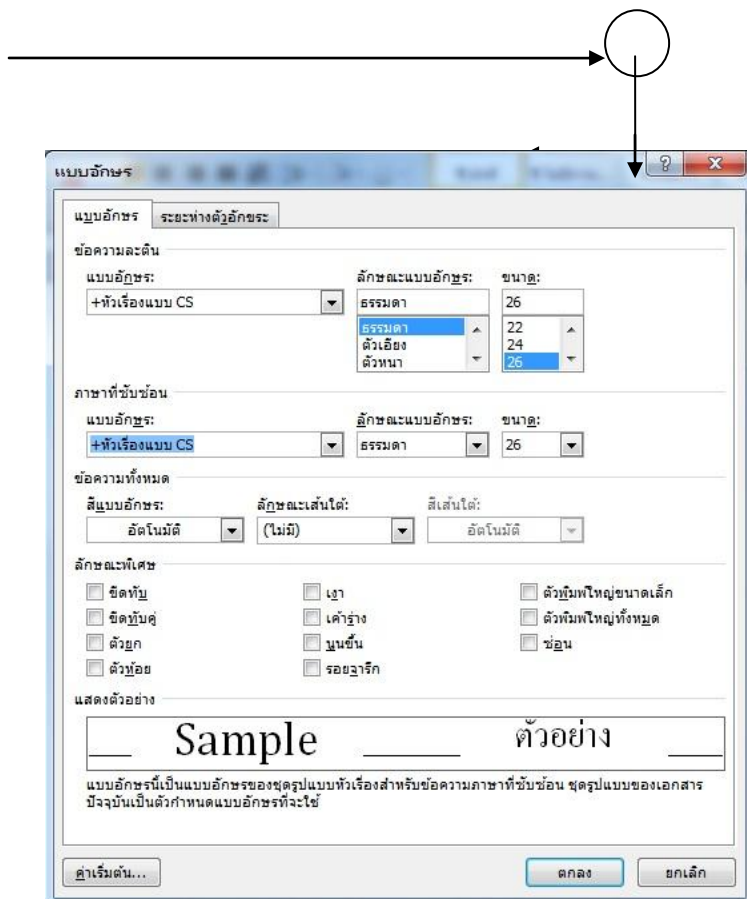 แบบอักษร
?
X
แบบอักษร ระยะห่างตัวอักขระ
ข้อความละติน
แบบอักษร: ลักษณะแบบอักษร: ขนาด:
+หัวเรื่องแบบ CS ธรรมดา 26
ธรรมดา 22
ตัวเอียง 24
ตัวหนา 26
ภาษาที่ซับซ้อน
แบบอักษร: ลักษณะแบบอักษร: ขนาด:
+หัวเรื่องแบบ CS ธรรมดา 26
ข้อความทั้งหมด
สีแบบอักษร: ลักษณะเส้นใต้: สีเส้นใต้:
อัตโนมัติ (ไม่มี) อัตโนมัติ
ลักษณะพิเศษ
ขีดทับ เงา ตัวพิมพ์ใหญ่ขนาดเล็ก
ขีดทับคู่ เค้าร่าง ตัวพิมพ์ใหญ่ทั้งหมด
ตัวยก นูนขึ้น ซ่อน
ตัวห้อย รอยจารึก
แสดงตัวอย่าง
Sample ตัวอย่าง
แบบอักษรนี้เป็นแบบอักษรของชุดรูปแบบหัวเรื่องสำหรับข้อความภาษาที่ซับซ้อน ชุดรูปแบบของเอกสาร
ปัจจุบันเป็นตัวกำหนดแบบอักษรที่จะใช้
ค่าเริ่มต้น... ตกลง ยกเลิก